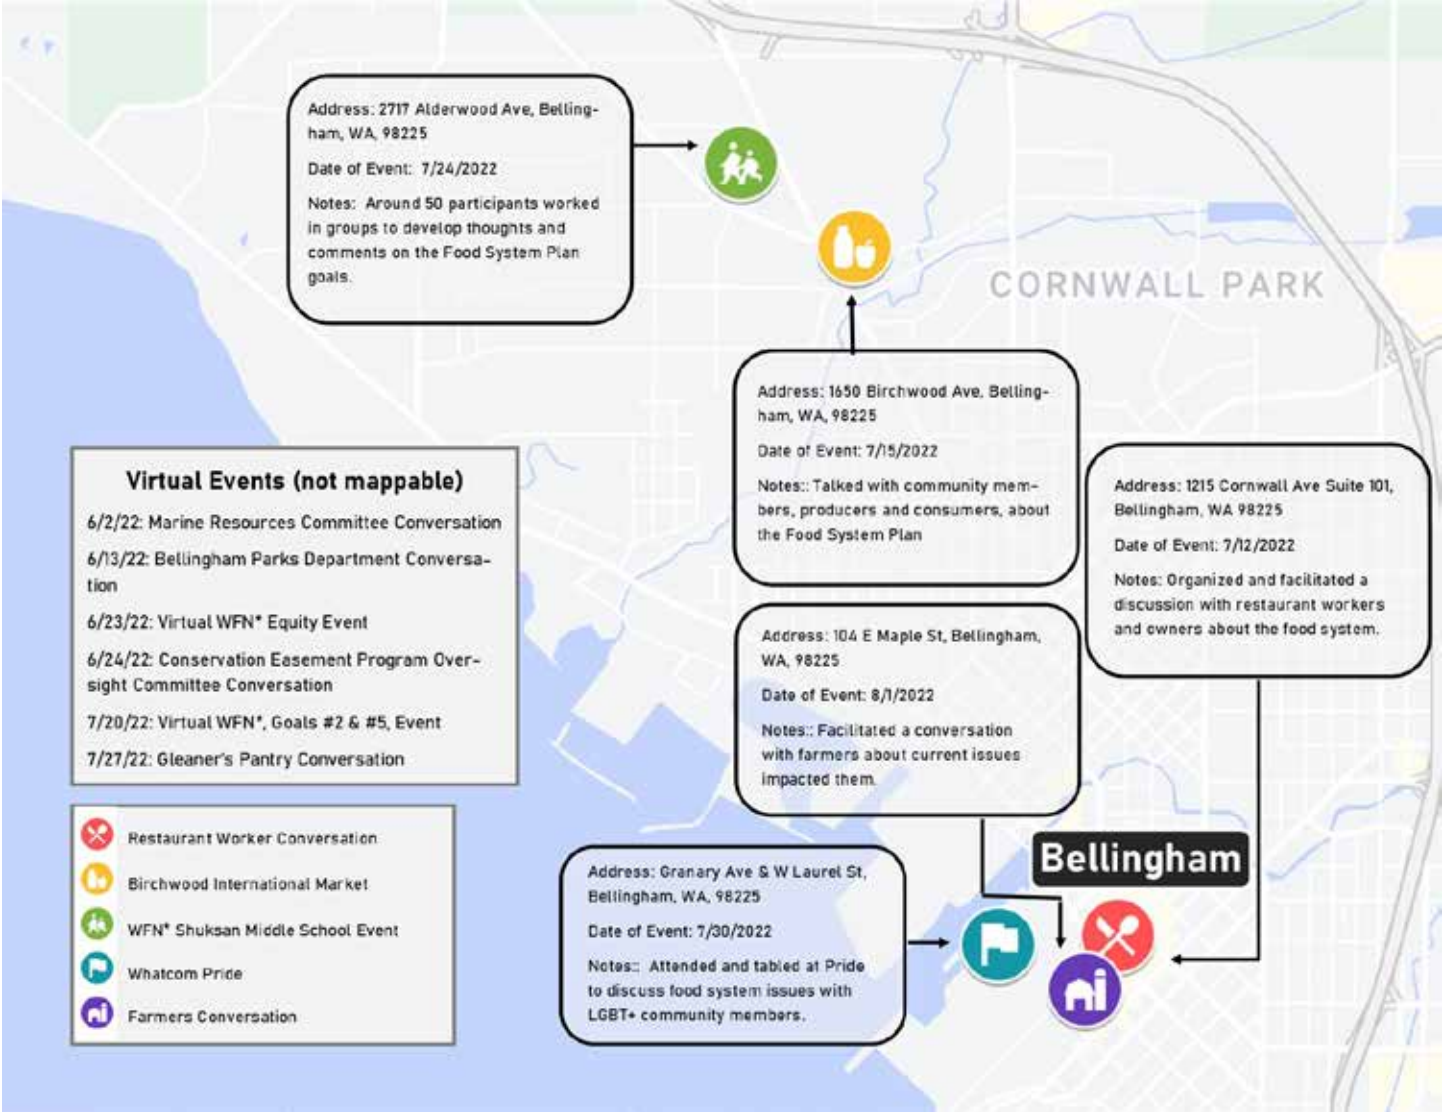 Address: 2717 Alderwood Ave, Belling-
ham, WA, 98225
Date of Event: 7/24/2022
Notes: Around 50 participants worked
in groups to develop thoughts and
comments on the Food System Plan
goals.
CORNWALL PARK
Address: 1650 Birchwood Ave, Belling-
ham, WA, 98225
Date of Event: 7/15/2022
Notes:: Talked with community mem-
bers, producers and consumers, about
the Food System Plan
Address: 1215 Cornwall Ave Suite 101,
Bellingham, WA 98225
Date of Event: 7/12/2022
Notes: Organized and facilitated a
discussion with restaurant workers
and owners about the food system.
Virtual Events (not mappable)
6/2/22: Marine Resources Committee Conversation
6/13/22: Bellingham Parks Department Conversa-
tion
6/23/22: Virtual WFN* Equity Event
6/24/22: Conservation Easement Program Over-
sight Committee Conversation
7/20/22: Virtual WFN*, Goals #2 & #5, Event
7/27/22: Gleaner's Pantry Conversation
Address: 104 E Maple St, Bellingham,
WA, 98225
Date of Event: 8/1/2022
Notes:: Facilitated a conversation
with farmers about current issues
impacted them.
Restaurant Worker Conversation
Birchwood International Market
WFN* Shuksan Middle School Event
Whatcom Pride
Farmers Conversation
Address: Granary Ave & W Laurel St,
Bellingham, WA, 98225
Date of Event: 7/30/2022
Notes:: Attended and tabled at Pride
to discuss food system issues with
LGBT+ community members.
Bellingham